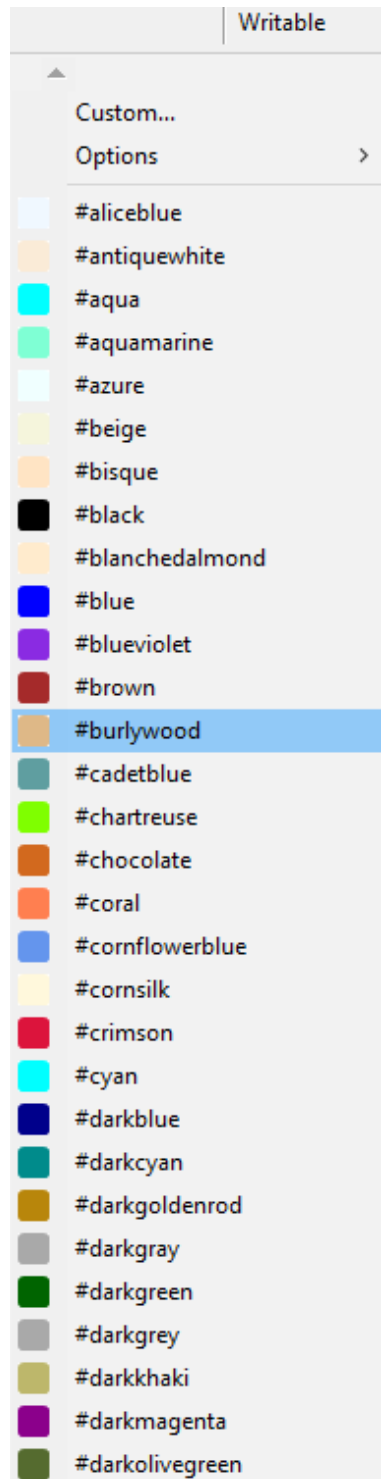 Writable
Custom...
Options
#aliceblue
#antiquewhite
#aqua
#aquamarine
#azure
#beige
#bisque
#black
#blanchedalmond
#blue
#blueviolet
#brown
#burlywood
#cadetblue
#chartreuse
#chocolate
#coral
#cornflowerblue
#cornsilk
#crimson
#cyan
#darkblue
#darkcyan
#darkgoldenrod
#darkgray
#darkgreen
#darkgrey
#darkkhaki
#darkmagenta
#darkolivegreen